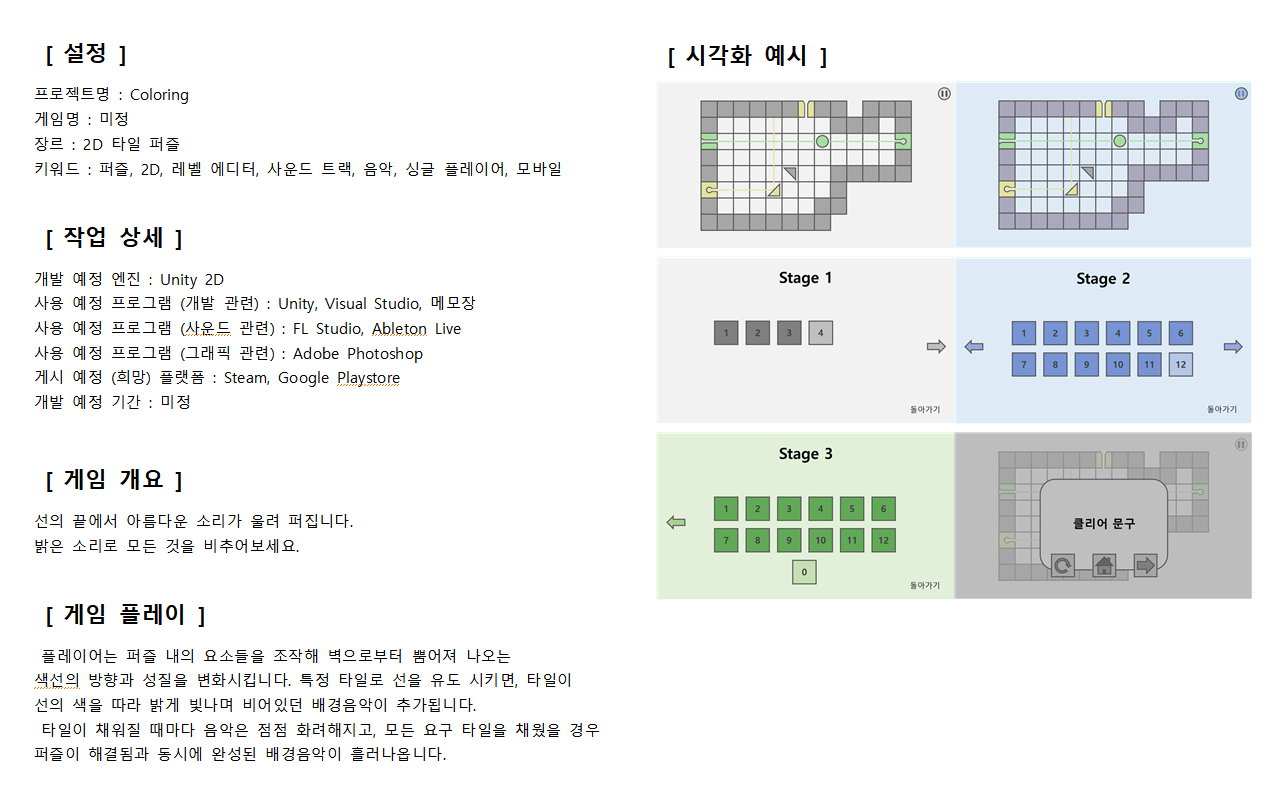 [ 설정 ]
프로젝트명 : Coloring
게임명 : 미정
장르 : 2D 타일 퍼즐
키워드 : 퍼즐, 2D, 레벨 에디터, 사운드 트랙, 음악, 싱글 플레이어, 모바일
[ 작업 상세 ]
개발 예정 엔진 : Unity 2D
사용 예정 프로그램 (개발 관련) : Unity, Visual Studio, 메모장
사용 예정 프로그램 (사운드 관련) : FL Studio, Ableton Live
사용 예정 프로그램 (그래픽 관련) : Adobe Photoshop
게시 예정 (희망) 플랫폼 : Steam, Google Playstore
개발 예정 기간 : 미정
[ 게임 개요 ]
선의 끝에서 아름다운 소리가 울려 퍼집니다.
밝은 소리로 모든 것을 비추어보세요.
[ 게임 플레이 ]
플레이어는 퍼즐 내의 요소들을 조작해 벽으로부터 뿜어져 나오는
색선의 방향과 성질을 변화시킵니다. 특정 타일로 선을 유도 시키면, 타일이
선의 색을 따라 밝게 빛나며 비어있던 배경음악이 추가됩니다.
타일이 채워질 때마다 음악은 점점 화려해지고, 모든 요구 타일을 채웠을 경우
퍼즐이 해결됨과 동시에 완성된 배경음악이 흘러나옵니다.
[ 시각화 예시 ]
Stage 1
1 2 3 4
돌아가기
Stage 2
1 2 3 4 5 6
7 8 9 10 11 12
돌아가기
Stage 3
1 2 3 4 5 6
7 8 9 10 11 12
0
돌아가기
클리어 문구